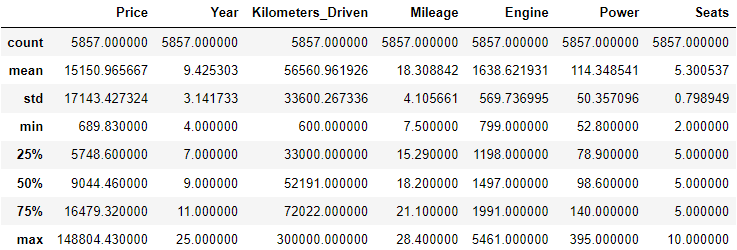 Price Year Kilometers_Driven Mileage Engine Power Seats
count 5857.000000 5857.000000 5857.000000 5857.000000 5857.000000 5857.000000 5857.000000
mean 15150.965667 9.425303 56560.961926 18.308842 1638.621931 114.348541 5.300537
std 17143.427324 3.141733 33600.267336 4.105661 569.736995 50.357096 0.798949
min 689.830000 4.000000 600.000000 7.500000 799.000000 52.800000 2.000000
25% 5748.600000 7.000000 33000.000000 15.290000 1198.000000 78.900000 5.000000
50% 9044.460000 9.000000 52191.000000 18.200000 1497.000000 98.600000 5.000000
75% 16479.320000 11.000000 72022.000000 21.100000 1991.000000 140.000000 5.000000
max 148804.430000 25.000000 300000.000000 28.400000 5461.000000 395.000000 10.000000